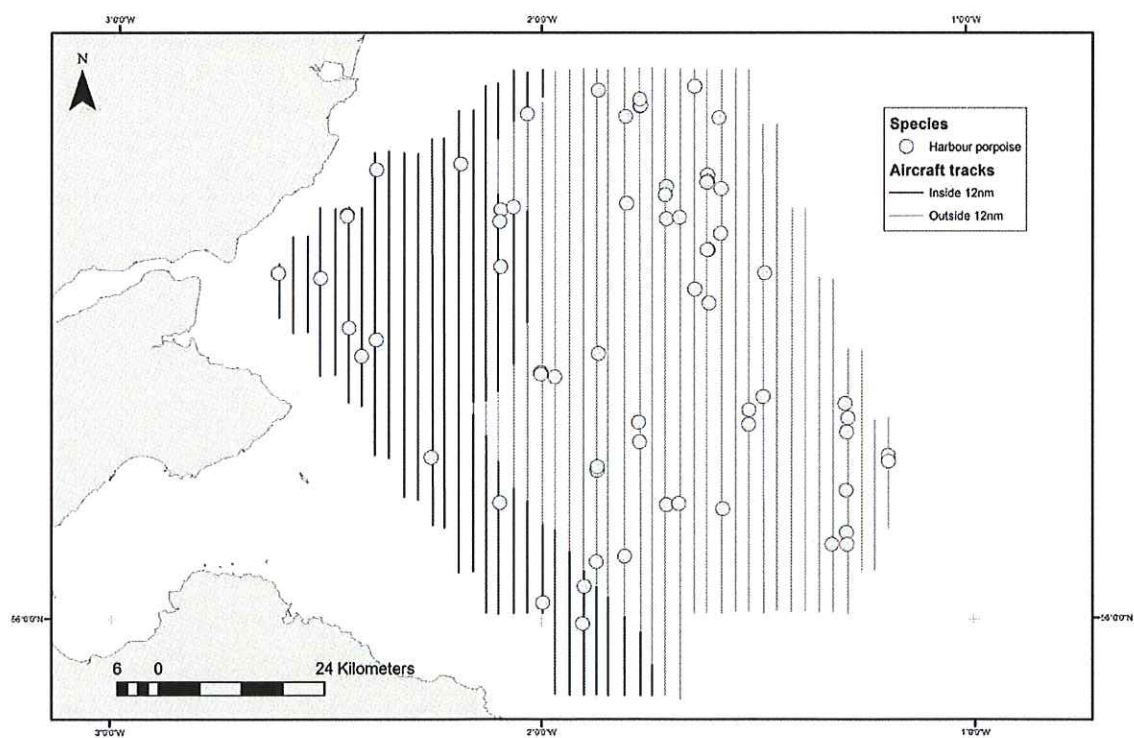 3°0'0"W 2°0'0"W 1°0'0"W
N
Species
Harbour porpoise
Aircraft tracks
Inside 12nm
Outside 12nm
56°0'0"N 56°0'0"N
6 0 24 Kilometers
3°0'0"W 2°0'0"W 1°0'0"W